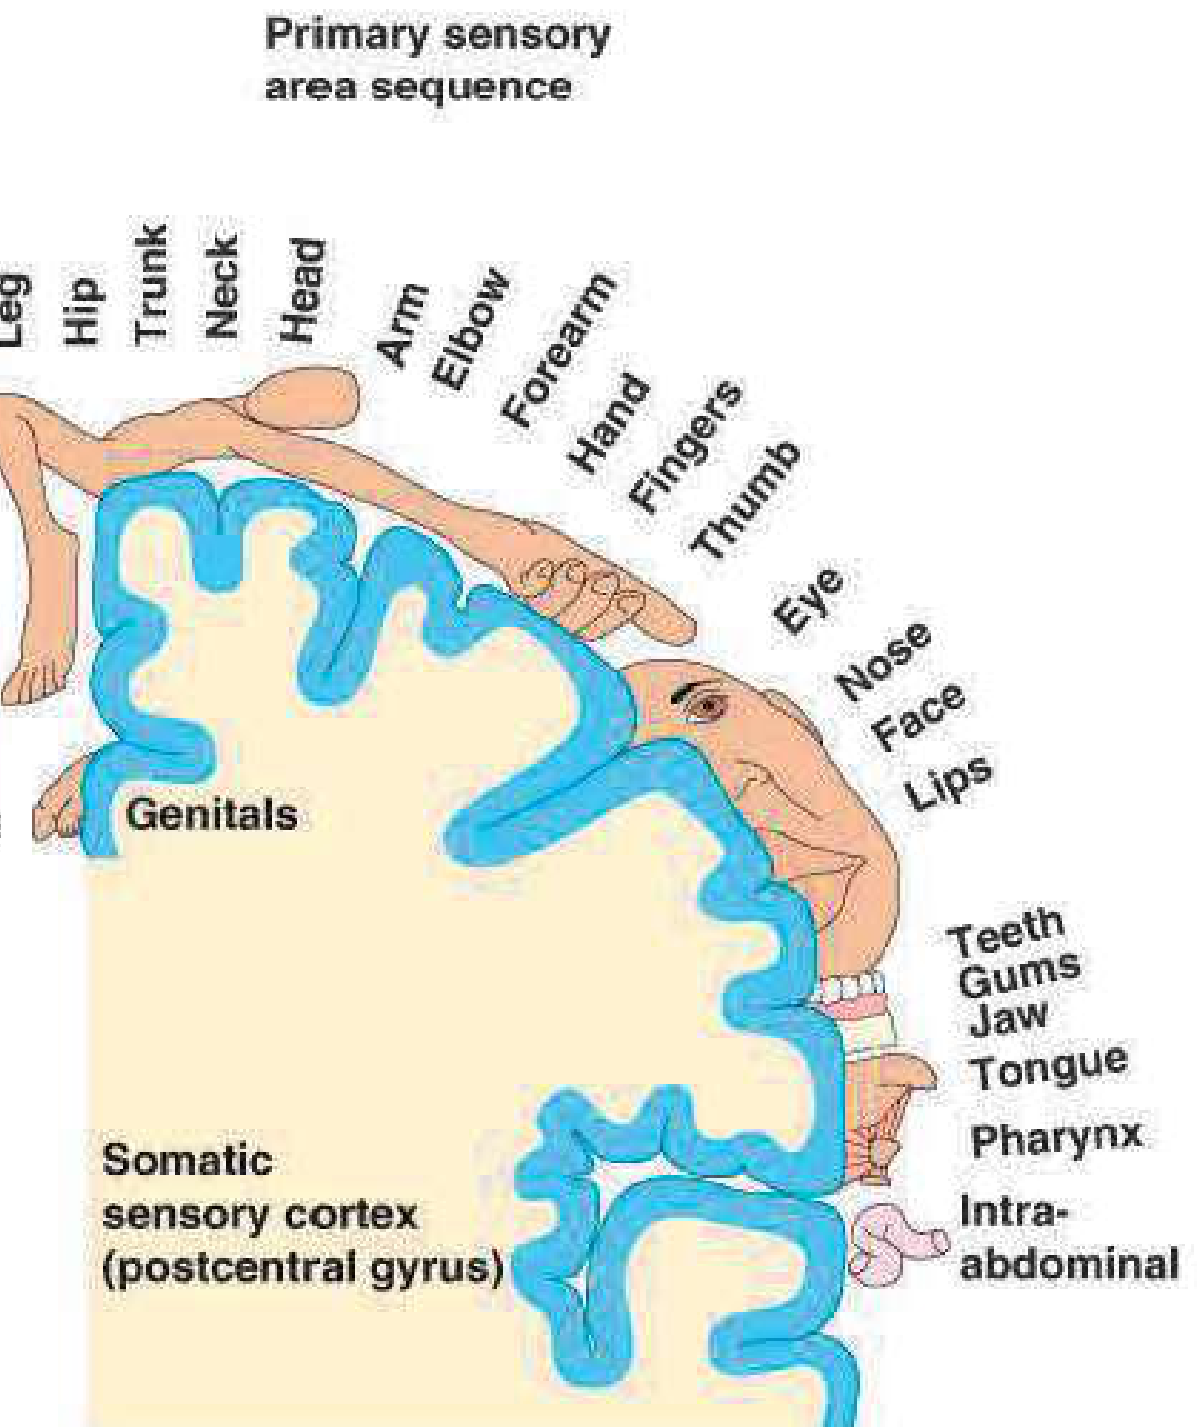 Primary sensory
area sequence
Leg
Hip
Trunk
Neck
Head
Arm
Elbow
Forearm
Hand
Fingers
Thumb
Eye
Nose
Face
Lips
Genitals
Teeth
Gums
Jaw
Tongue
Pharynx
Intra-
abdominal
Somatic
sensory cortex
(postcentral gyrus)